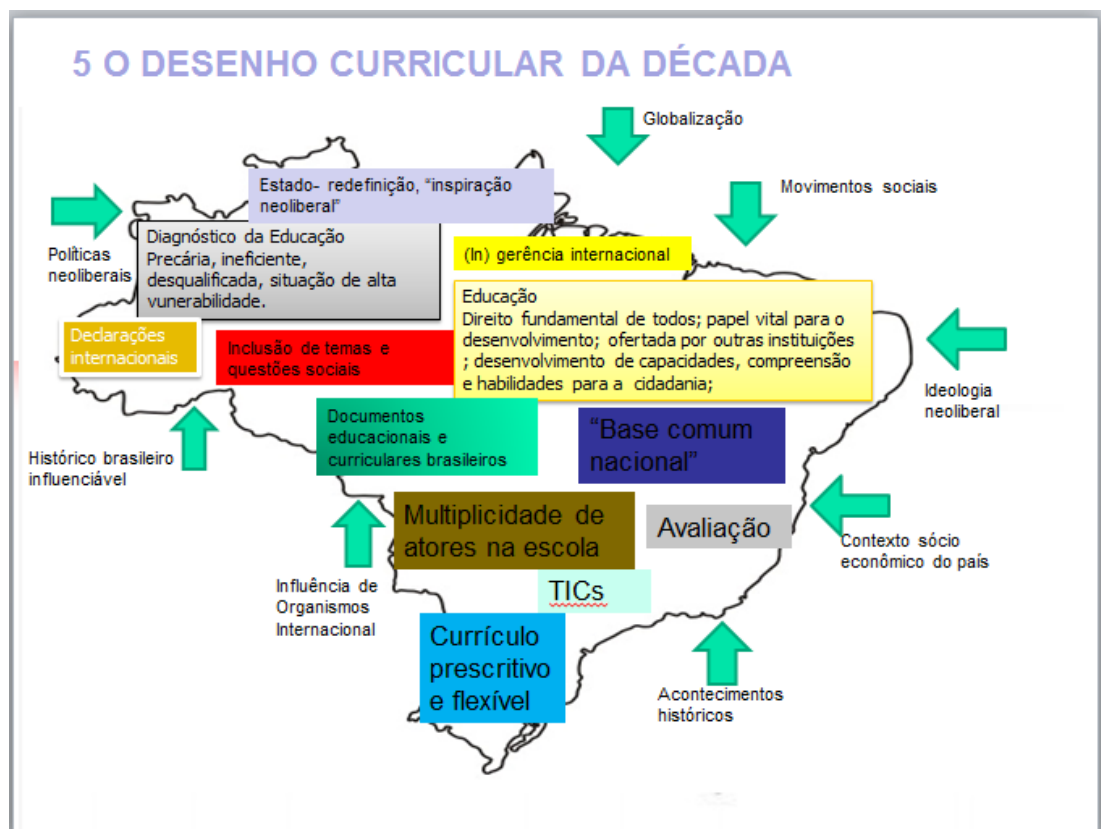 5 O DESENHO CURRICULAR DA DÉCADA
Globalização
Estado- redefinição, “inspiração
neoliberal”
Movimentos sociais
Políticas
neoliberais
Diagnóstico da Educação
Precária, ineficiente,
desqualificada, situação de alta
vunerabilidade.
(In) gerência internacional
Educação
Direito fundamental de todos; papel vital para o
desenvolvimento; ofertada por outras instituições
; desenvolvimento de capacidades, compreensão
e habilidades para a cidadania;
Declarações
internacionais
Inclusão de temas e
questões sociais
Ideologia
neoliberal
Documentos
educacionais e
curriculares brasileiros
“Base comum
nacional”
Histórico brasileiro
influenciável
Multiplicidade de
atores na escola
Avaliação
Contexto sócio
econômico do país
Influência de
Organismos
Internacional
TICs
Currículo
prescritivo
e flexível
Acontecimentos
históricos